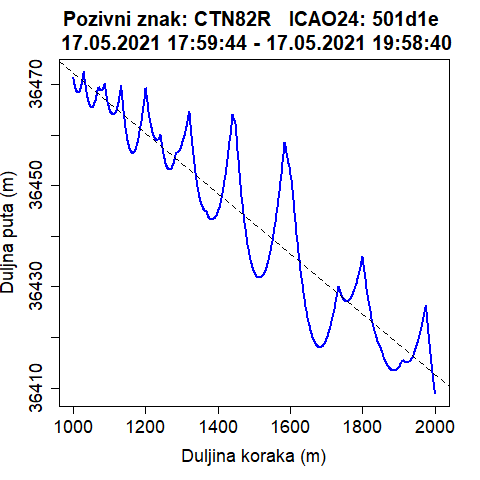 Pozivni znak: CTN82R ICAO24: 501d1e
17.05.2021 17:59:44 - 17.05.2021 19:58:40
Duljna puta (m)
36470
36450
36430
36410
1000 1200 1400 1600 1800 2000
Duljina koraka (m)